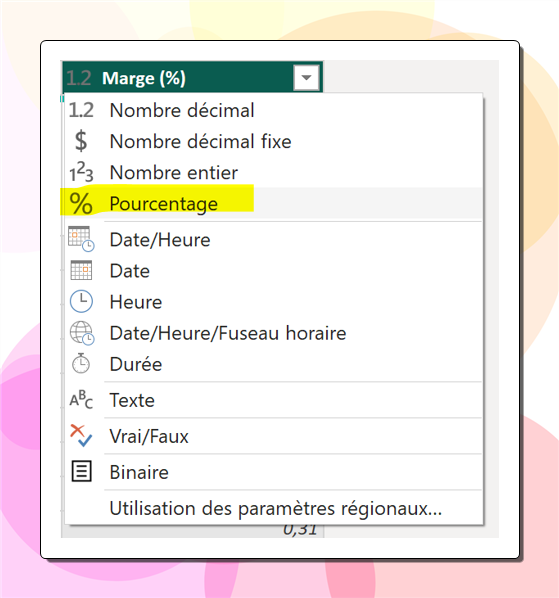 1.2 Marge (%)
1.2 Nombre décimal
$ Nombre décimal fixe
123 Nombre entier
% Pourcentage
Date/Heure
Date
Heure
Date/Heure/Fuseau horaire
Durée
ABC Texte
Vrai/Faux
Binaire
Utilisation des paramètres régionaux...
0,31